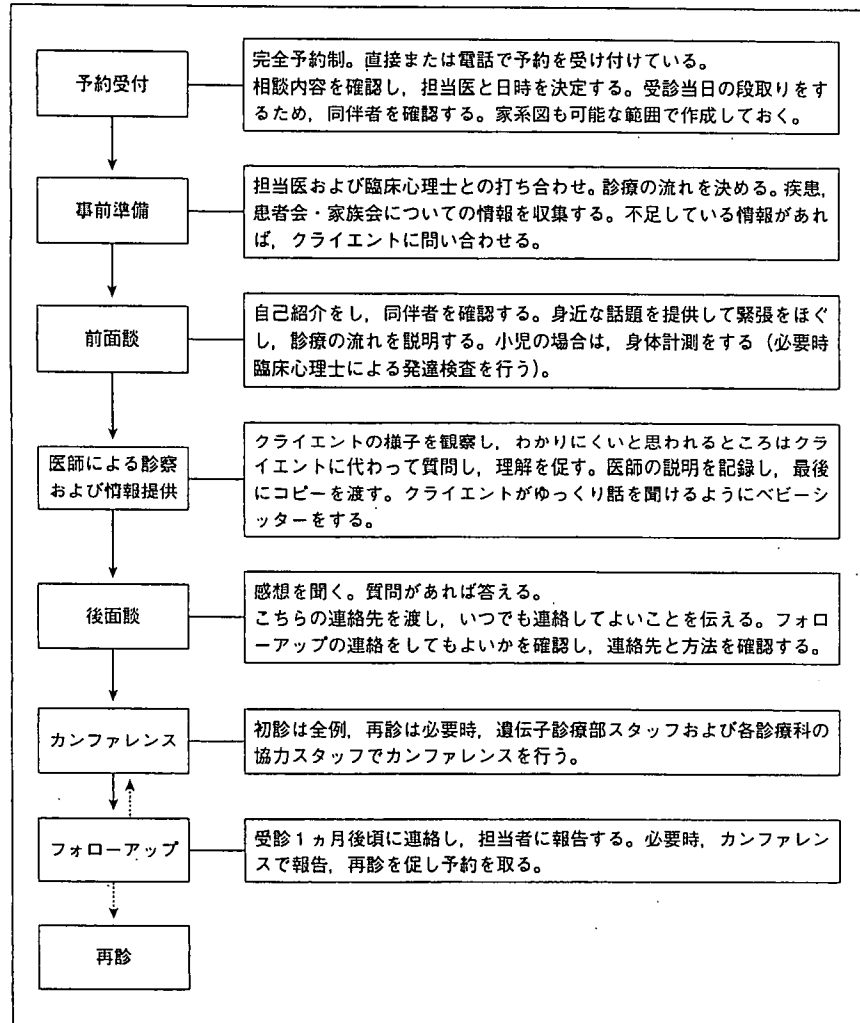 予約受付
完全予約制。直接または電話で予約を受け付けている。
相談内容を確認し，担当医と日時を決定する。受診当日の段取りをす
るため，同伴者を確認する。家系図も可能な範囲で作成しておく。
事前準備
担当医および臨床心理士との打ち合わせ。診療の流れを決める。疾患，
患者会・家族会についての情報を収集する。不足している情報があれ
ば，クライエントに問い合わせる。
前面談
自己紹介をし，同伴者を確認する。身近な話題を提供して緊張をほぐ
し，診療の流れを説明する。小児の場合は，身体計測をする（必要時
臨床心理士による発達検査を行う）。
医師による診察
および情報提供
クライエントの様子を観察し，わかりにくいと思われるところはクラ
イエントに代わって質問し，理解を促す。医師の説明を記録し，最後
にコピーを渡す。クライエントがゆっくり話を聞けるようにベビーシ
ッターをする。
後面談
感想を聞く。質問があれば答える。
こちらの連絡先を渡し，いつでも連絡してよいことを伝える。フォロ
ーアップの連絡をしてもよいかを確認し，連絡先と方法を確認する。
カンファレンス
初診は全例，再診は必要時，遺伝子診療部スタッフおよび各診療科の
協力スタッフでカンファレンスを行う。
フォローアップ
受診1ヵ月後頃に連絡し，担当者に報告する。必要時，カンファレン
スで報告，再診を促し予約を取る。
再診